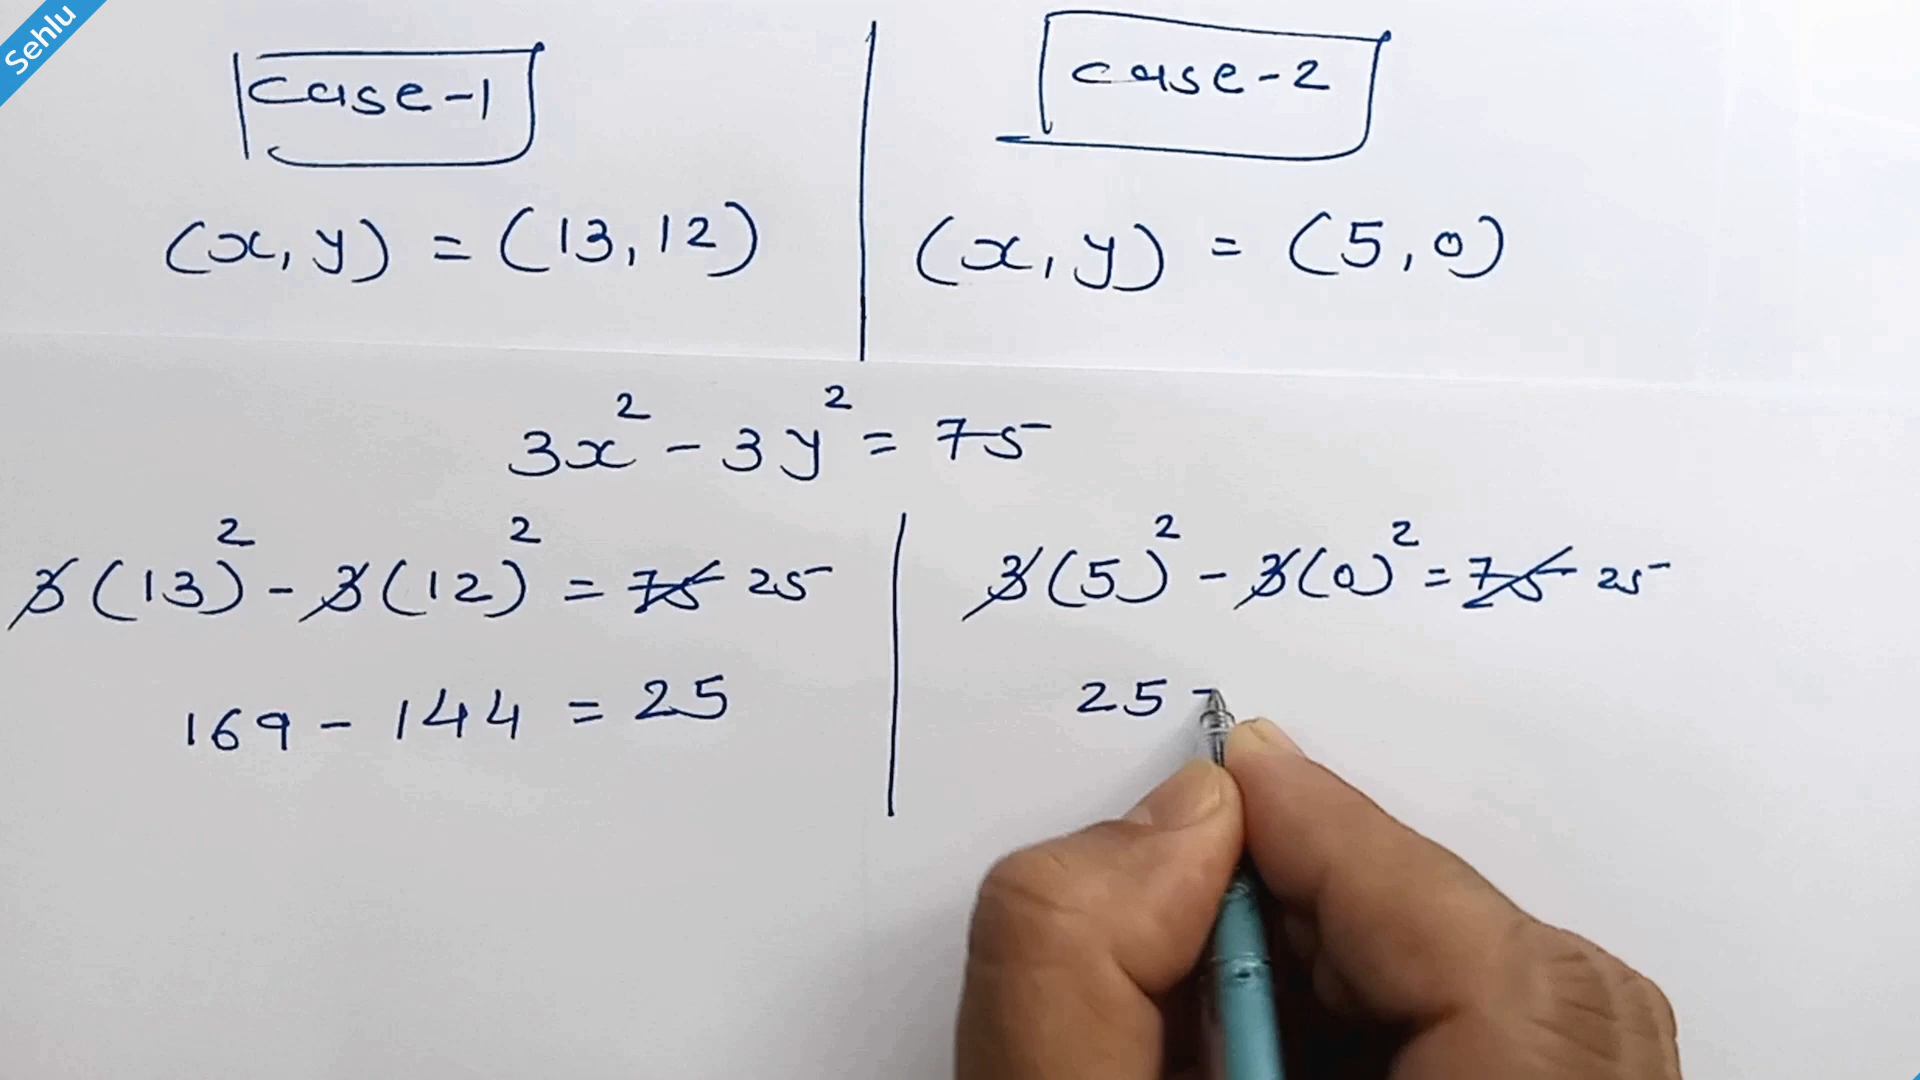 Sehlu
case-1
case-2
(x, y) = (13, 12)
(x, y) = (5, 0)
3x² - 3y² = 75
3(13)² - 3(12)² = 75 25
3(5)² - 3(0)² = 75 25
169 - 144 = 25
25 -